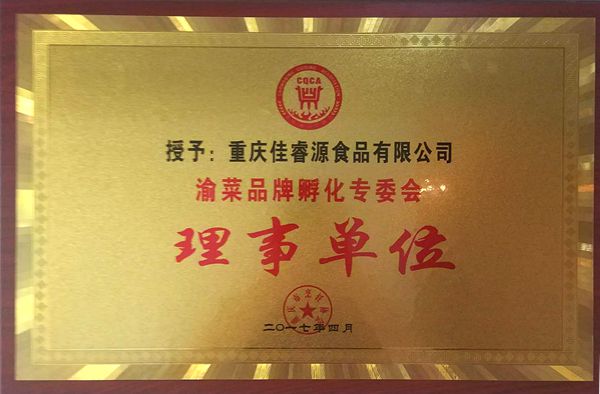 CQCA
授予：重庆佳睿源食品有限公司
渝菜品牌孵化专委会
理事单位
二〇一七年四月